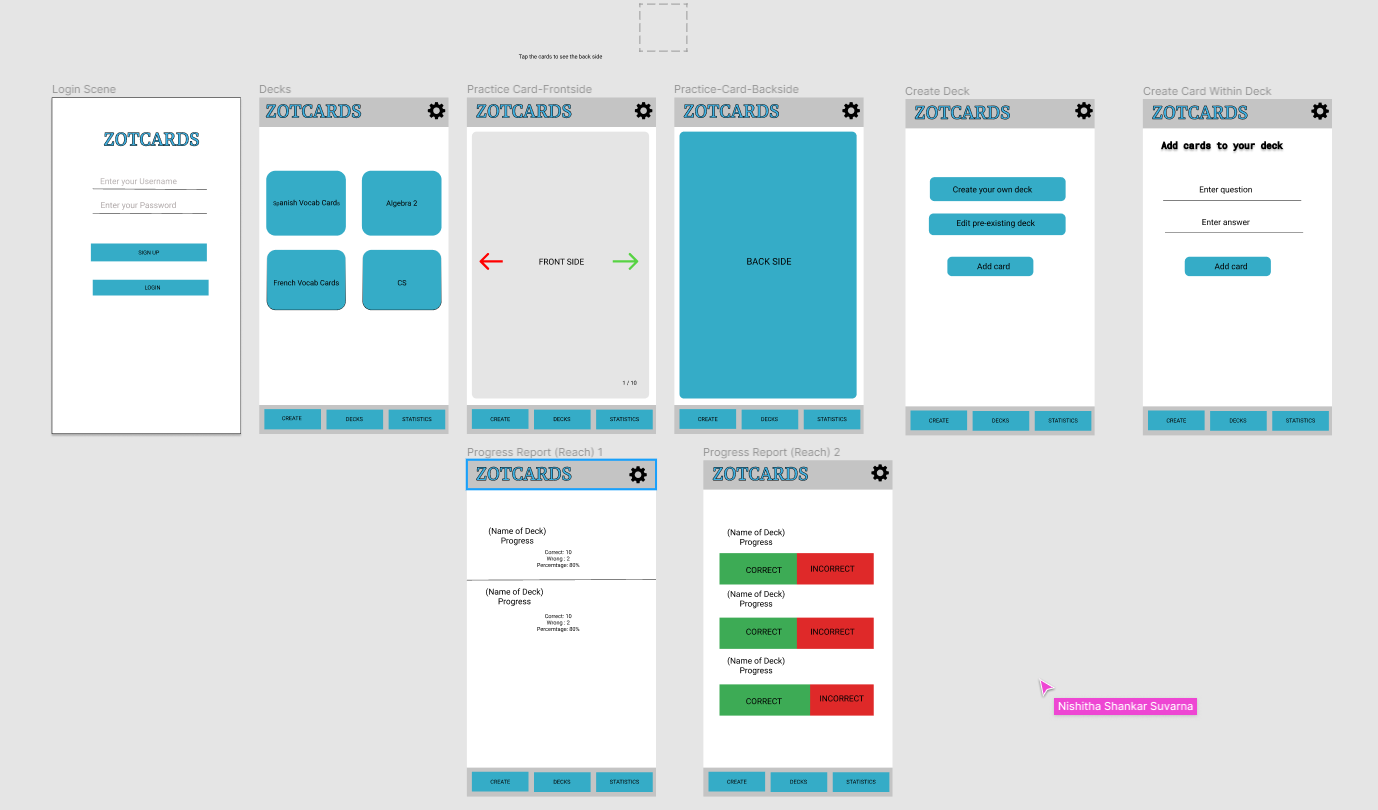 Tap the cards to see the back side
Login Scene
ZOTCARDS
Enter your Username
Enter your Password
SIGN UP
LOGIN
Decks
ZOTCARDS
Spanish Vocab Cards
Algebra 2
French Vocab Cards
CS
CREATE DECKS STATISTICS
Practice Card-Frontside
ZOTCARDS
FRONT SIDE
1 / 10
CREATE DECKS STATISTICS
Practice-Card-Backside
ZOTCARDS
BACK SIDE
CREATE DECKS STATISTICS
Create Deck
ZOTCARDS
Create your own deck
Edit pre-existing deck
Add card
CREATE DECKS STATISTICS
Create Card Within Deck
ZOTCARDS
Add cards to your deck
Enter question
Enter answer
Add card
CREATE DECKS STATISTICS
Progress Report (Reach) 1
ZOTCARDS
(Name of Deck)
Progress
Correct: 10
Wrong : 2
Percentage: 80%
(Name of Deck)
Progress
Correct: 10
Wrong : 2
Percentage: 80%
CREATE DECKS STATISTICS
Progress Report (Reach) 2
ZOTCARDS
(Name of Deck)
Progress
CORRECT INCORRECT
(Name of Deck)
Progress
CORRECT INCORRECT
(Name of Deck)
Progress
CORRECT INCORRECT
CREATE DECKS STATISTICS
Nishitha Shankar Suvarna